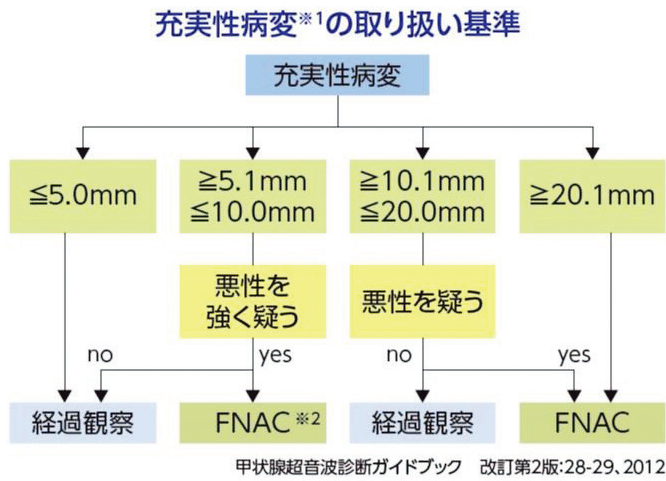 充実性病変※1の取り扱い基準
充実性病変
≦5.0mm
≧5.1mm
≦10.0mm
≧10.1mm
≦20.0mm
≧20.1mm
悪性を
強く疑う
悪性を疑う
no
yes
no
yes
経過観察
FNAC※2
経過観察
FNAC
甲状腺超音波診断ガイドブック　改訂第2版:28-29、2012